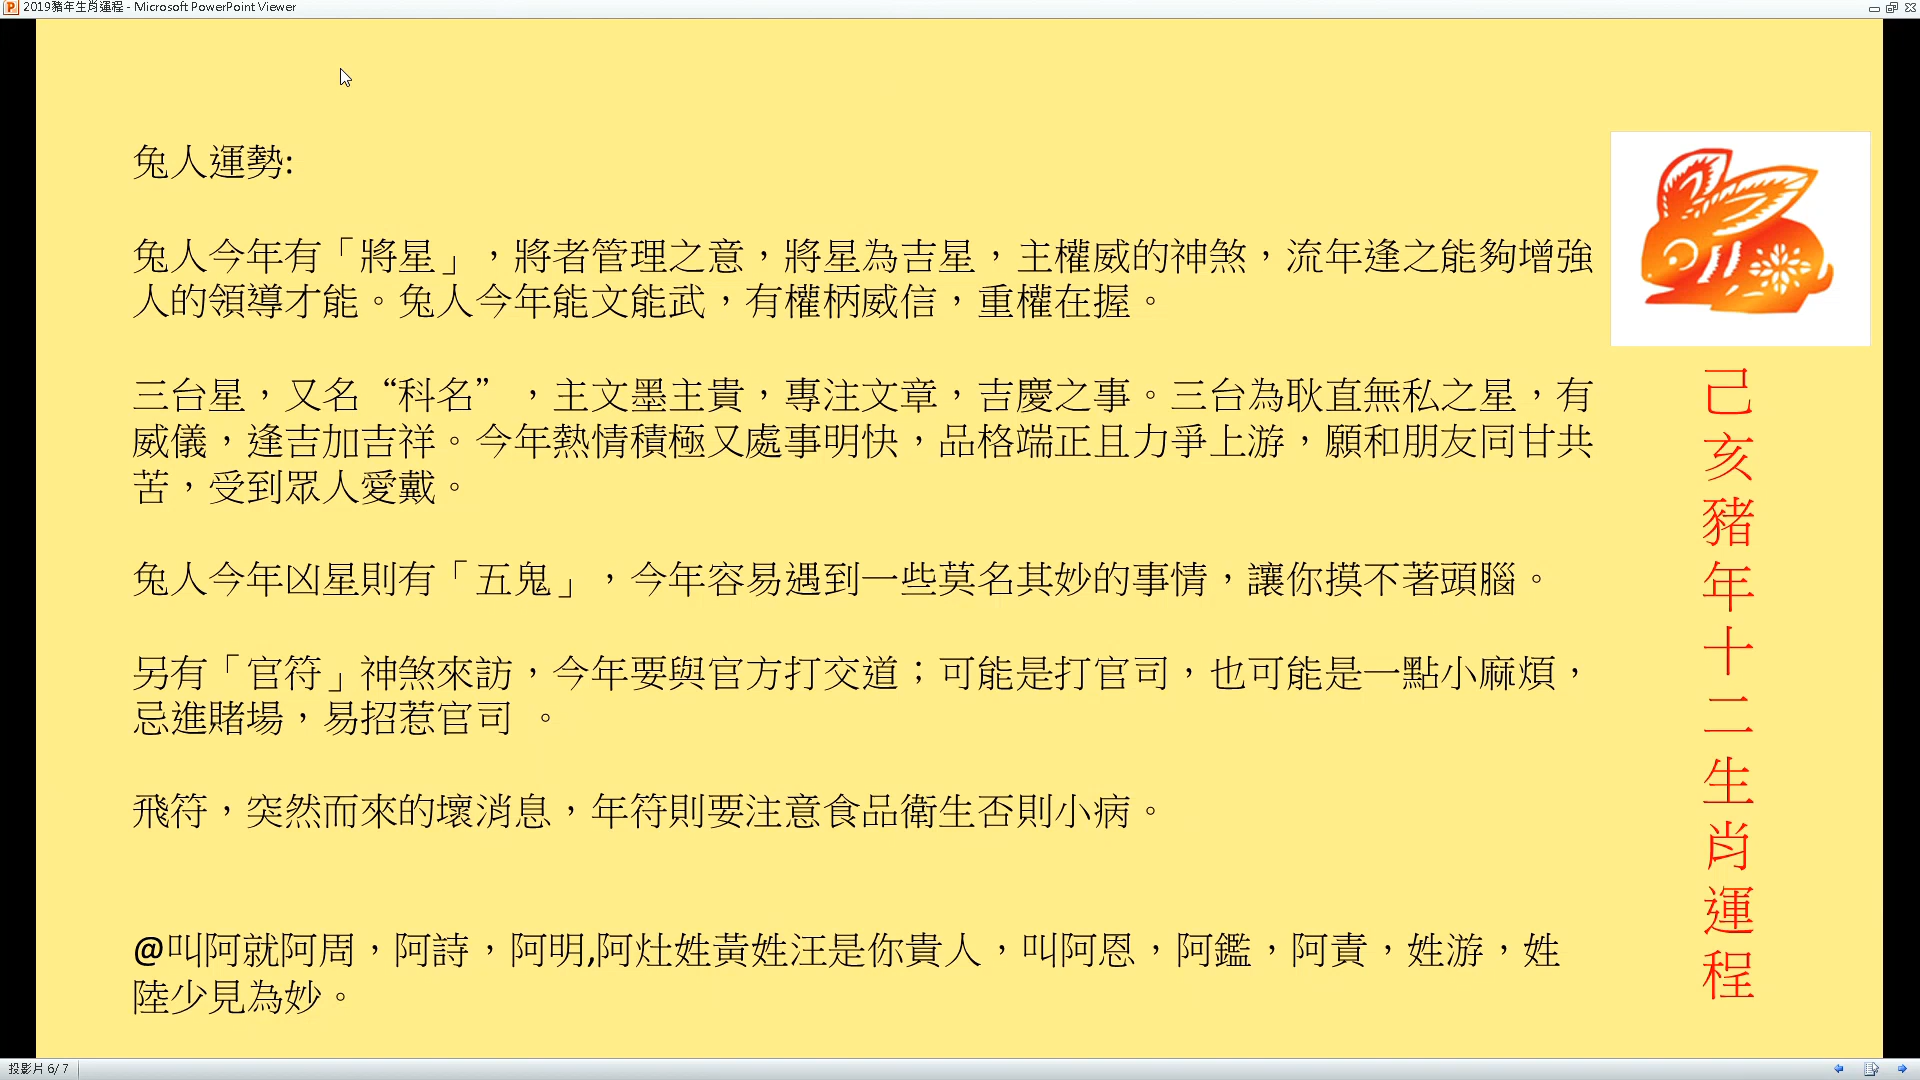 2019豬年生肖運程 - Microsoft PowerPoint Viewer
兔人運勢:
兔人今年有「將星」，將者管理之意，將星為吉星，主權威的神煞，流年逢之能夠增強
人的領導才能。兔人今年能文能武，有權柄威信，重權在握。
三台星，又名“科名”，主文墨主貴，專注文章，吉慶之事。三台為耿直無私之星，有
威儀，逢吉加吉祥。今年熱情積極又處事明快，品格端正且力爭上游，願和朋友同甘共
苦，受到眾人愛戴。
兔人今年凶星則有「五鬼」，今年容易遇到一些莫名其妙的事情，讓你摸不著頭腦。
另有「官符」神煞來訪，今年要與官方打交道；可能是打官司，也可能是一點小麻煩，
忌進賭場，易招惹官司 。
飛符，突然而來的壞消息，年符則要注意食品衛生否則小病。
@叫阿就阿周，阿詩，阿明,阿灶姓黃姓汪是你貴人，叫阿恩，阿鑑，阿責，姓游，姓
陸少見為妙。
己亥豬年十二生肖運程
投影片 6/7